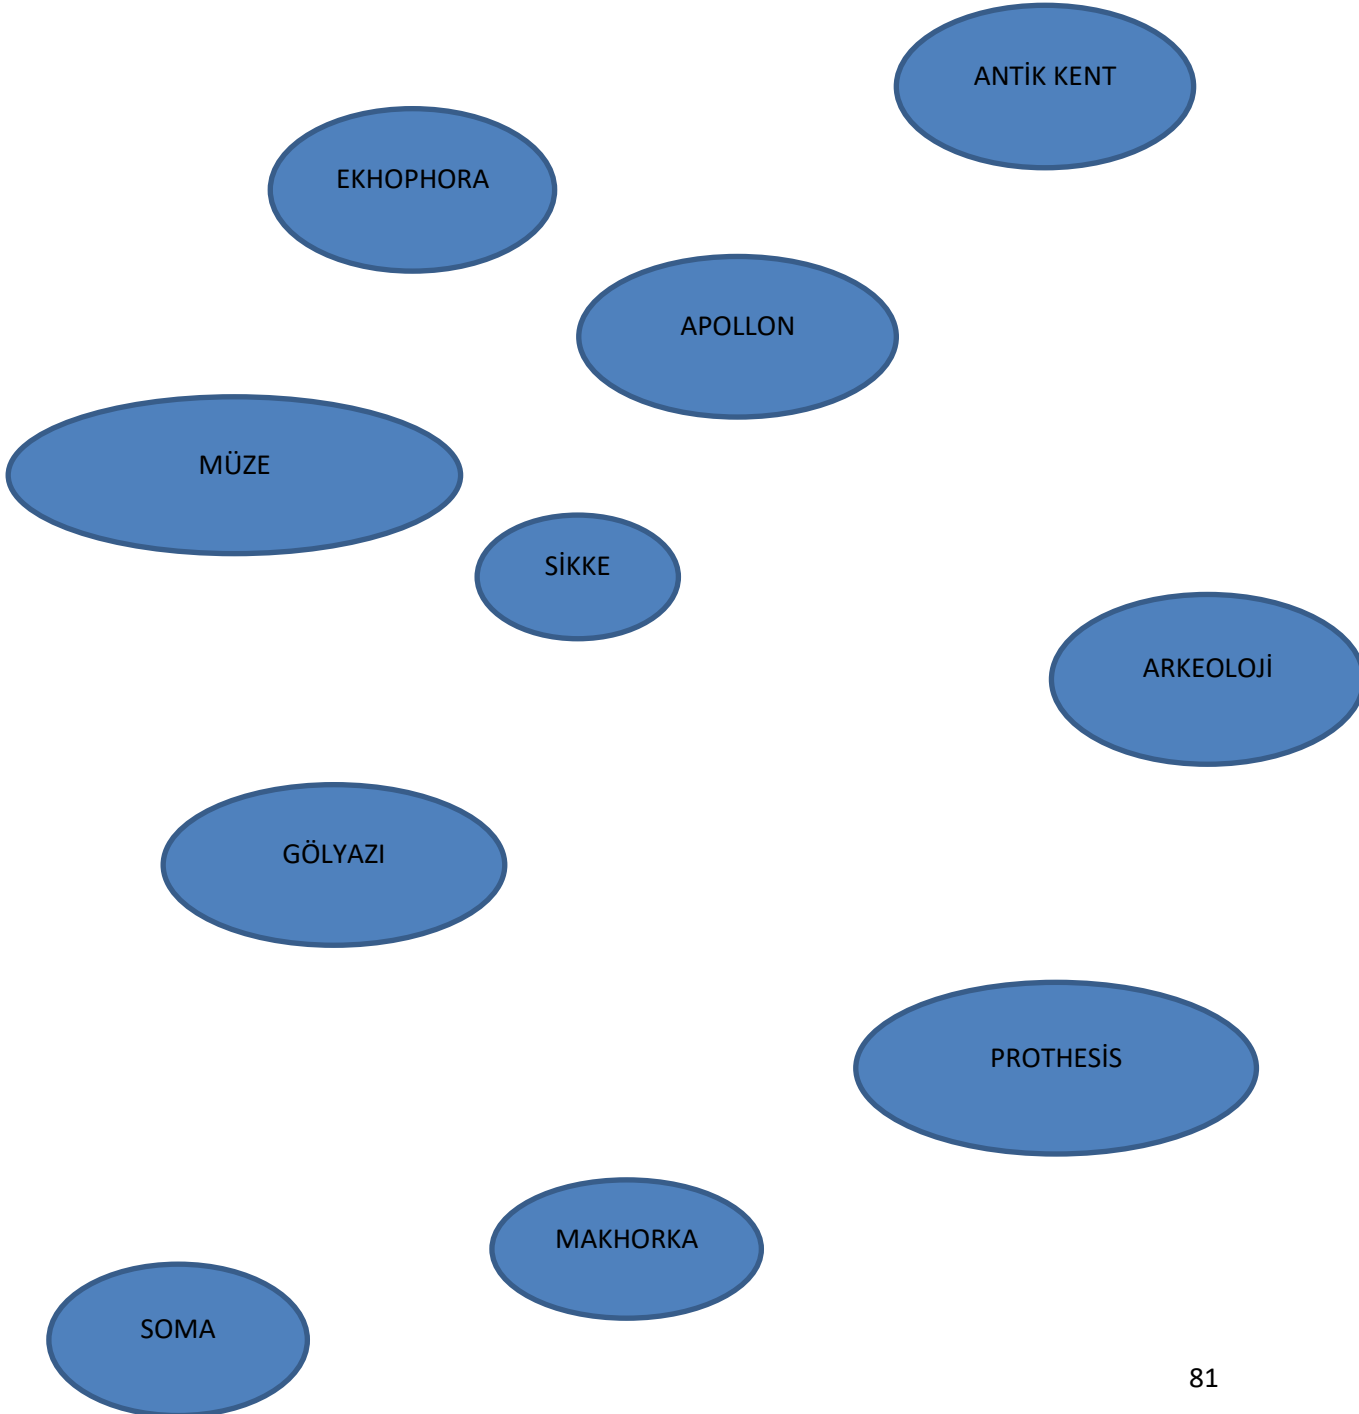 ANTİK KENT
EKHOPHORA
APOLLON
MÜZE
SİKKE
ARKEOLOJİ
GÖLYAZI
PROTHESİS
MAKHORKA
SOMA
81